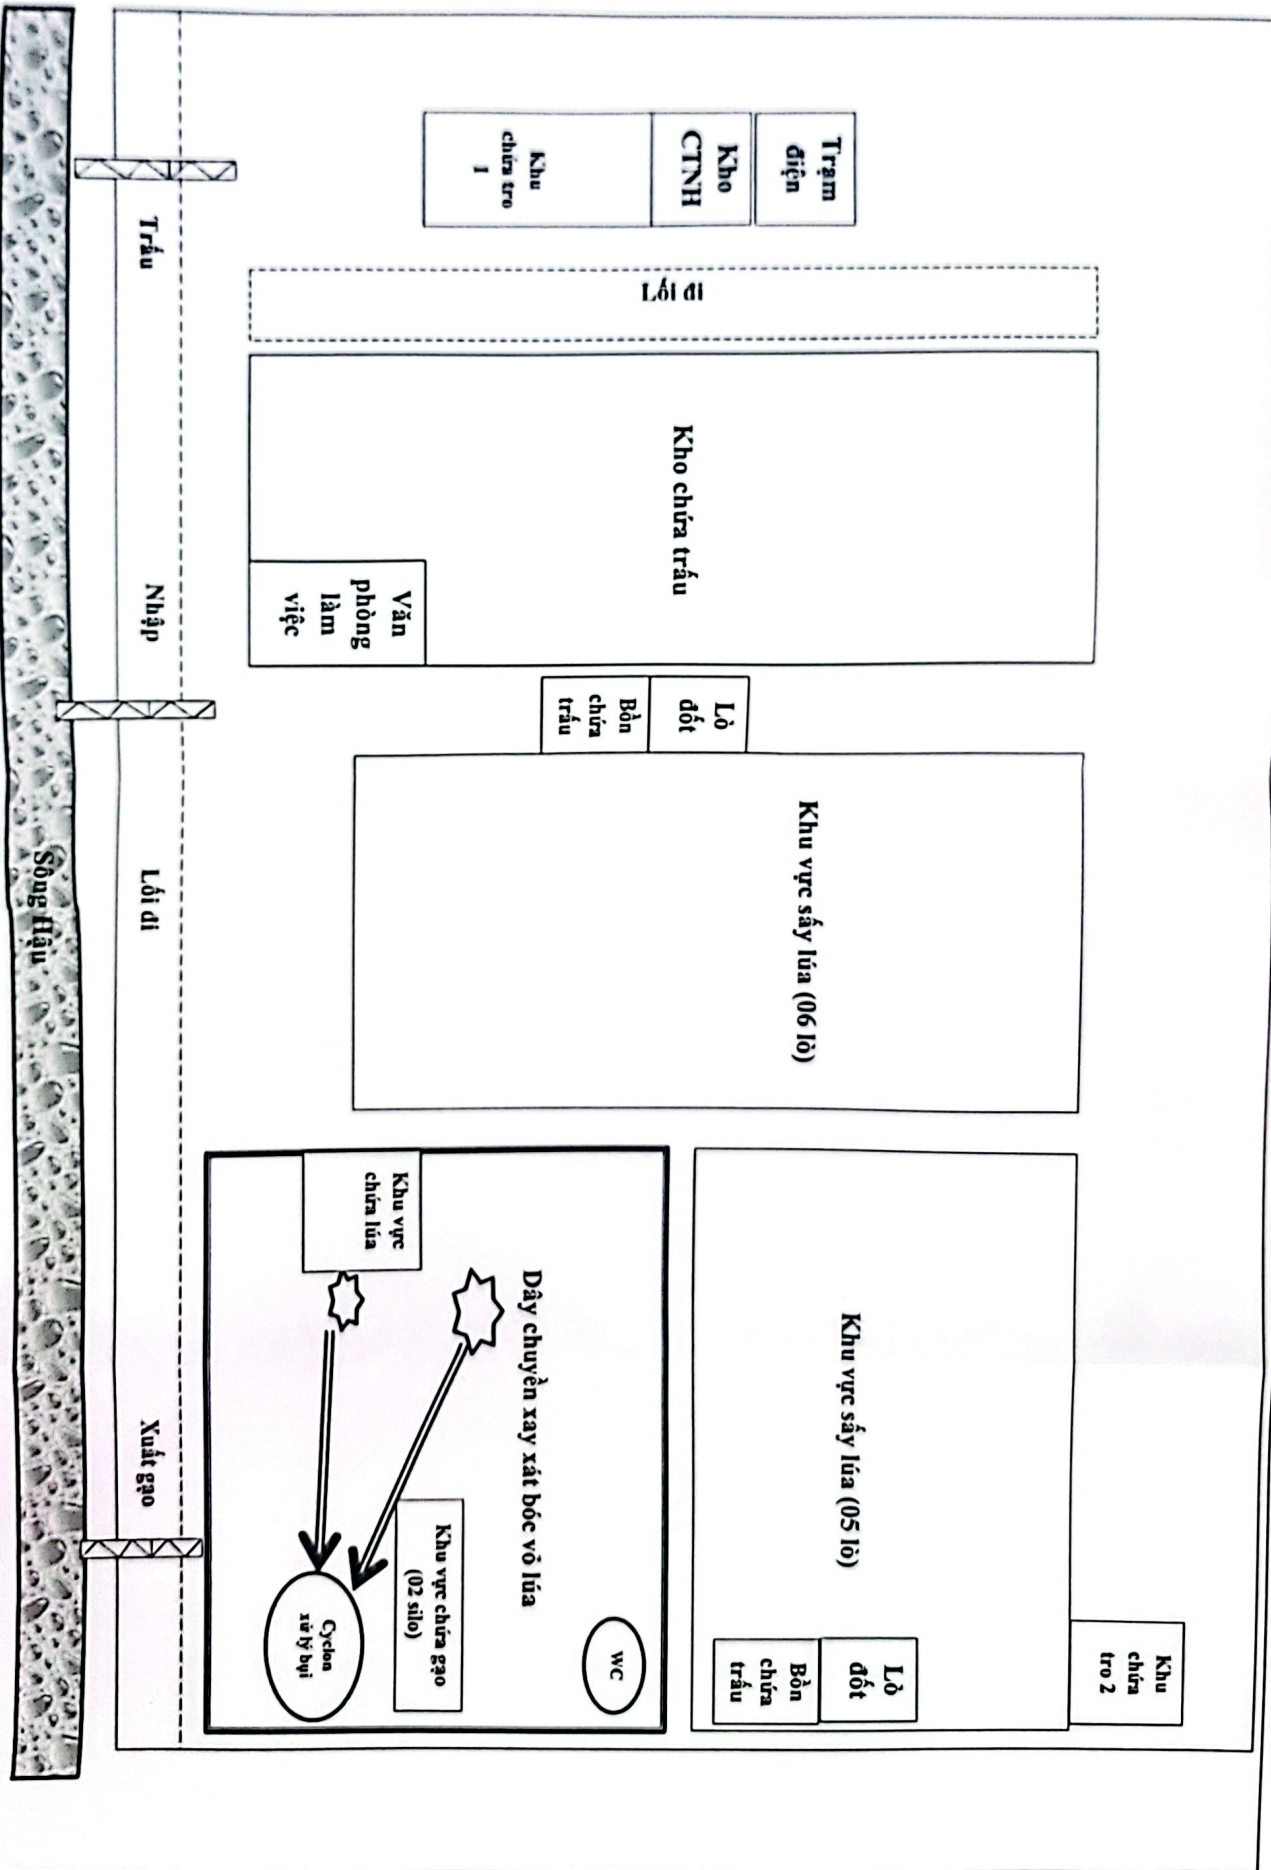 Trạm
điện
Kho
CTNH
Khu
chứa tro
1
Lối đi
Kho chứa trấu
Văn
phòng
làm
việc
Lò
đốt
Bồn
chứa
trấu
Khu vực sấy lúa (06 lò)
Khu vực sấy lúa (05 lò)
Khu
chứa
tro 2
Lò
đốt
Bồn
chứa
trấu
Dây chuyền xay xát bóc vỏ lúa
WC
Khu vực
chứa lúa
Khu vực chứa gạo
(02 silo)
Cyclon
xử lý bụi
Trấu
Nhập
Lối đi
Xuất gạo
Sông Hậu